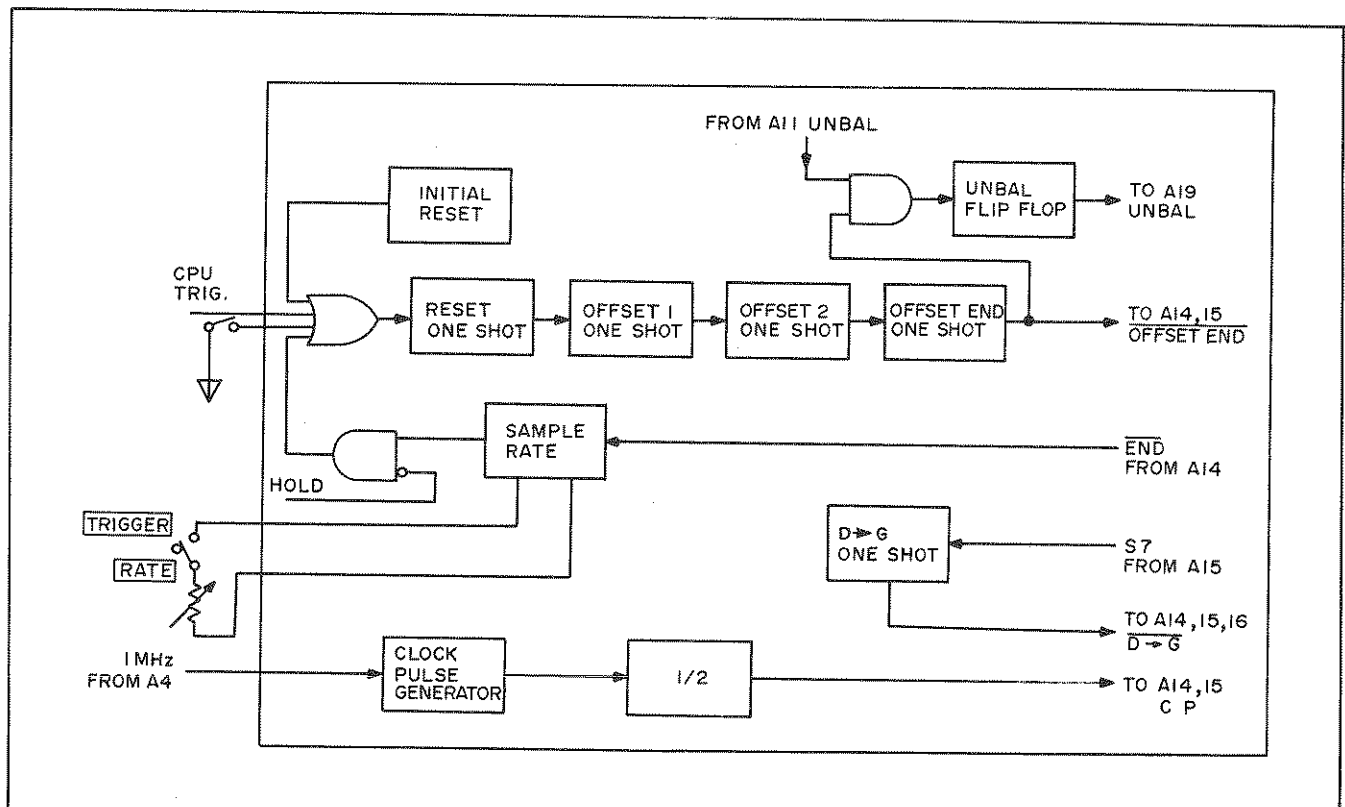 FROM A11 UNBAL
INITIAL
RESET
UNBAL
FLIP FLOP
TO A19
UNBAL
CPU
TRIG.
RESET
ONE SHOT
OFFSET 1
ONE SHOT
OFFSET 2
ONE SHOT
OFFSET END
ONE SHOT
TO A14,15
OFFSET END
SAMPLE
RATE
END
FROM A14
HOLD
TRIGGER
RATE
D→G
ONE SHOT
S7
FROM A15
TO A14,15,16
D→G
1MHz
FROM A4
CLOCK
PULSE
GENERATOR
1/2
TO A14,15
C P